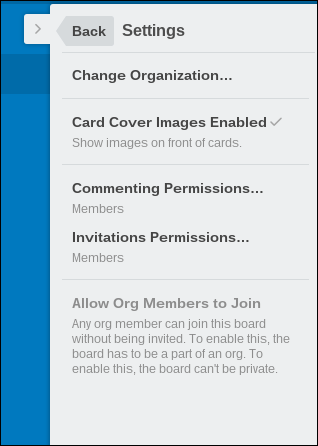 Back Settings
Change Organization…
Card Cover Images Enabled ✓
Show images on front of cards.
Commenting Permissions…
Members
Invitations Permissions…
Members
Allow Org Members to Join
Any org member can join this board
without being invited. To enable this, the
board has to be a part of an org. To
enable this, the board can't be private.